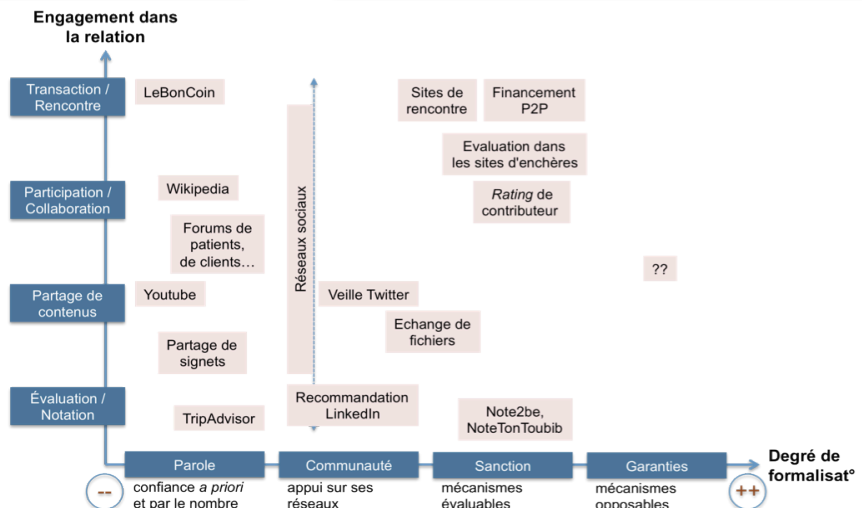 Engagement dans
la relation
Transaction /
Rencontre
LeBonCoin
Sites de
rencontre
Financement
P2P
Evaluation dans
les sites d'enchères
Participation /
Collaboration
Wikipedia
Rating de
contributeur
Forums de
patients,
de clients…
Réseaux sociaux
??
Partage de
contenus
Youtube
Veille Twitter
Echange de
fichiers
Partage de
signets
Évaluation /
Notation
TripAdvisor
Recommandation
LinkedIn
Note2be,
NoteTonToubib
Parole
Communauté
Sanction
Garanties
Degré de
formalisat°
--
confiance a priori
et par le nombre
appui sur ses
réseaux
mécanismes
évaluables
mécanismes
opposables
++